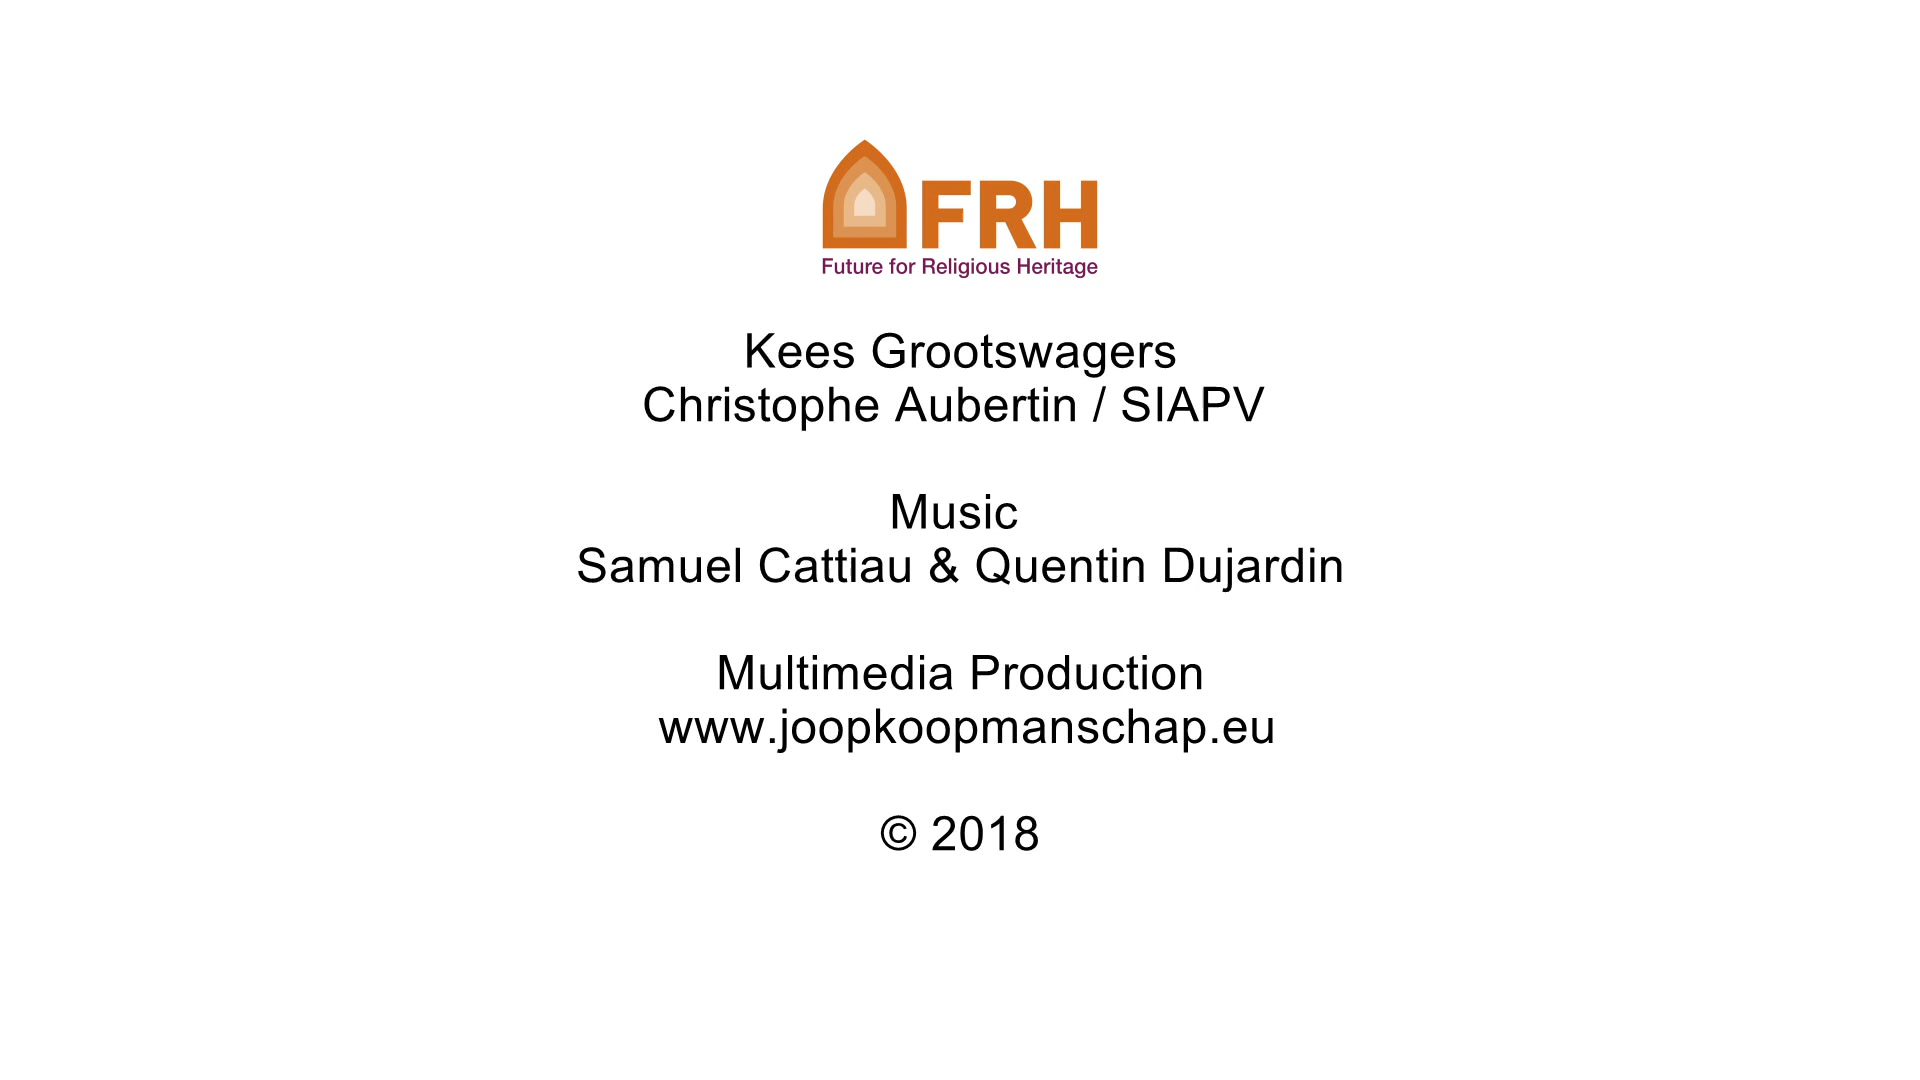 FRH
Future for Religious Heritage
Kees Grootswagers
Christophe Aubertin / SIAPV
Music
Samuel Cattiau & Quentin Dujardin
Multimedia Production
www.joopkoopmanschap.eu
© 2018